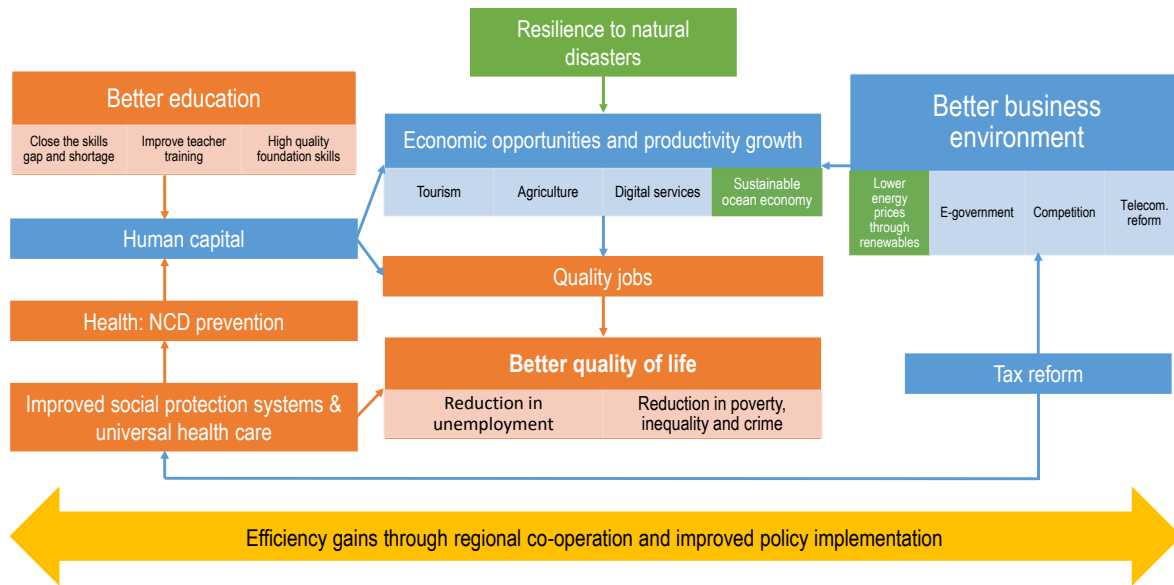 Resilience to natural
disasters
Better education
Close the skills
gap and shortage
Improve teacher
training
High quality
foundation skills
Economic opportunities and productivity growth
Tourism
Agriculture
Digital services
Sustainable
ocean economy
Better business
environment
Lower
energy
prices
through
renewables
E-government
Competition
Telecom.
reform
Human capital
Quality jobs
Health: NCD prevention
Better quality of life
Reduction in
unemployment
Reduction in poverty,
inequality and crime
Tax reform
Improved social protection systems &
universal health care
Efficiency gains through regional co-operation and improved policy implementation